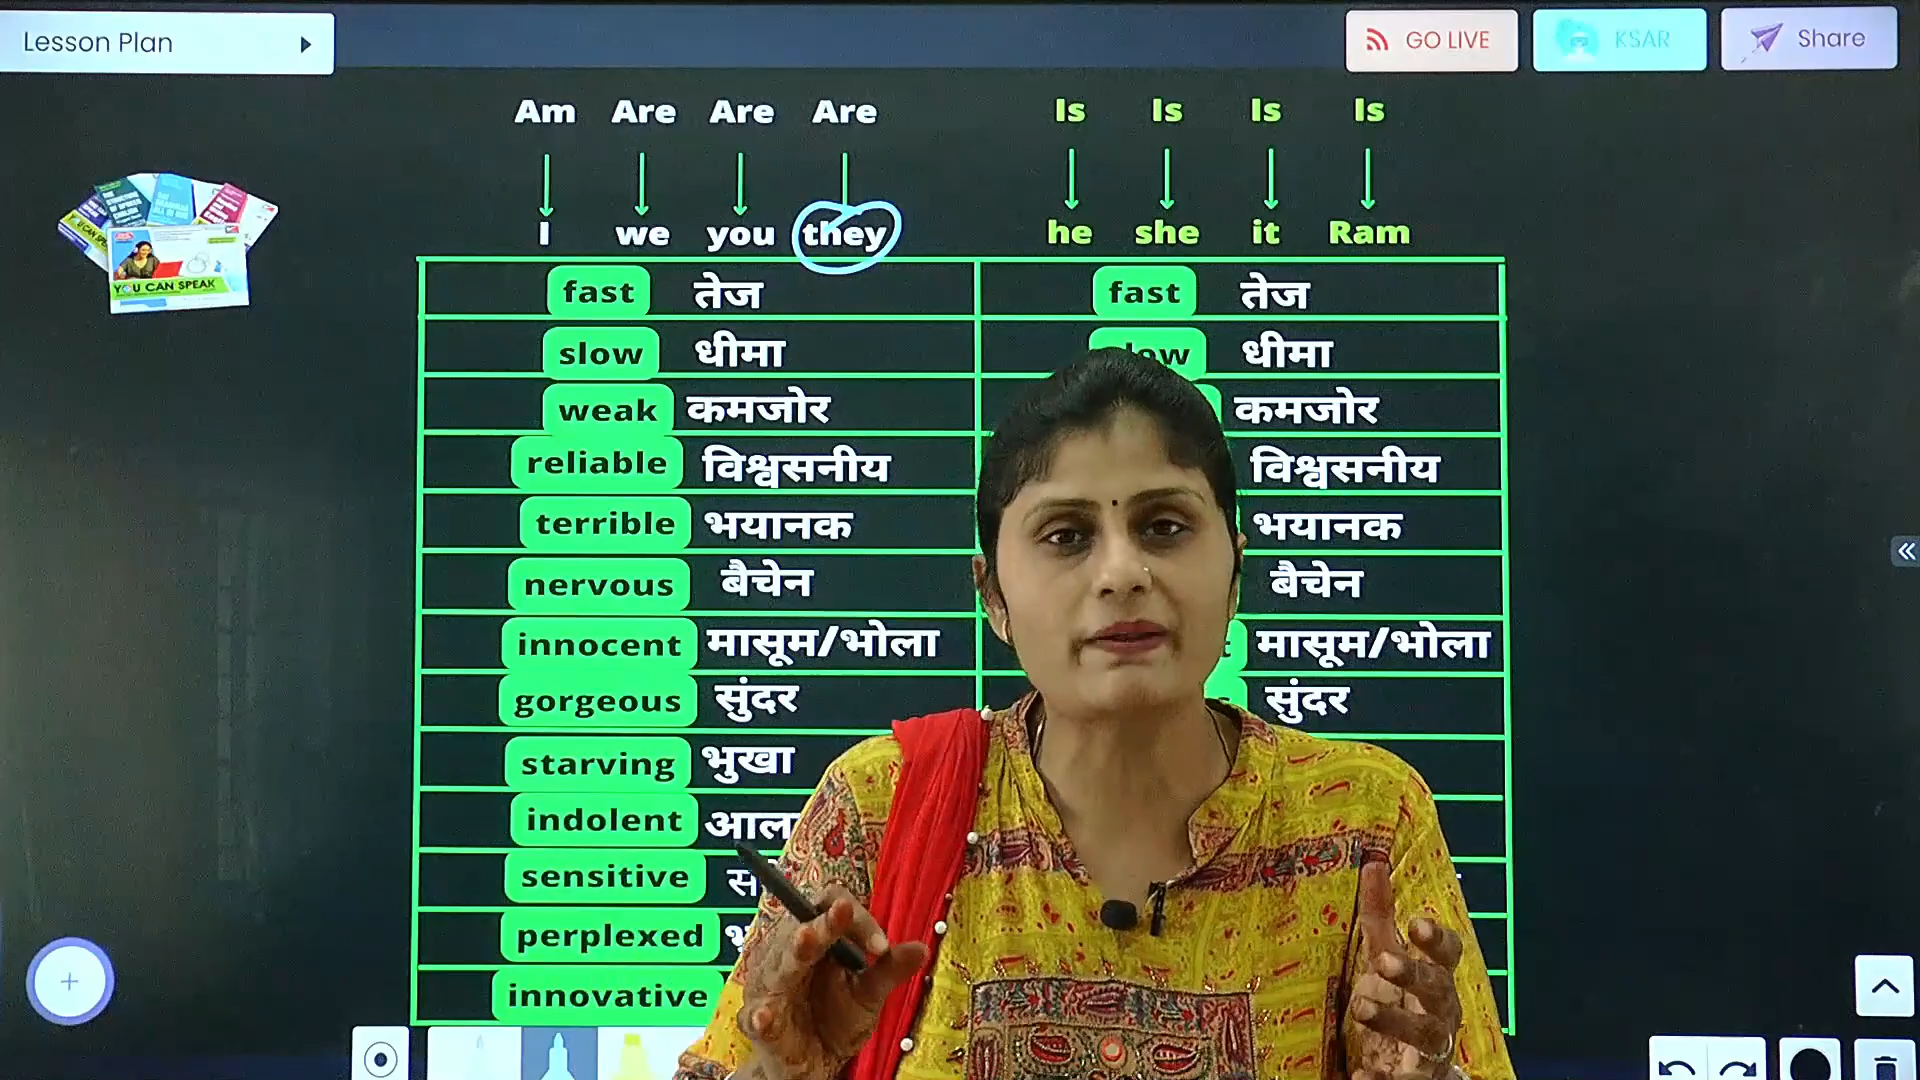 Lesson Plan
GO LIVE
KSAR
Share
Am Are Are Are Is Is Is Is
I we you they he she it Ram
YOU CAN SPEAK
fast तेज fast तेज
slow धीमा धीमा
weak कमजोर कमजोर
reliable विश्वसनीय विश्वसनीय
terrible भयानक भयानक
nervous बैचेन बैचेन
innocent मासूम/भोला मासूम/भोला
gorgeous सुंदर सुंदर
starving भुखा
indolent
sensitive
perplexed
innovative